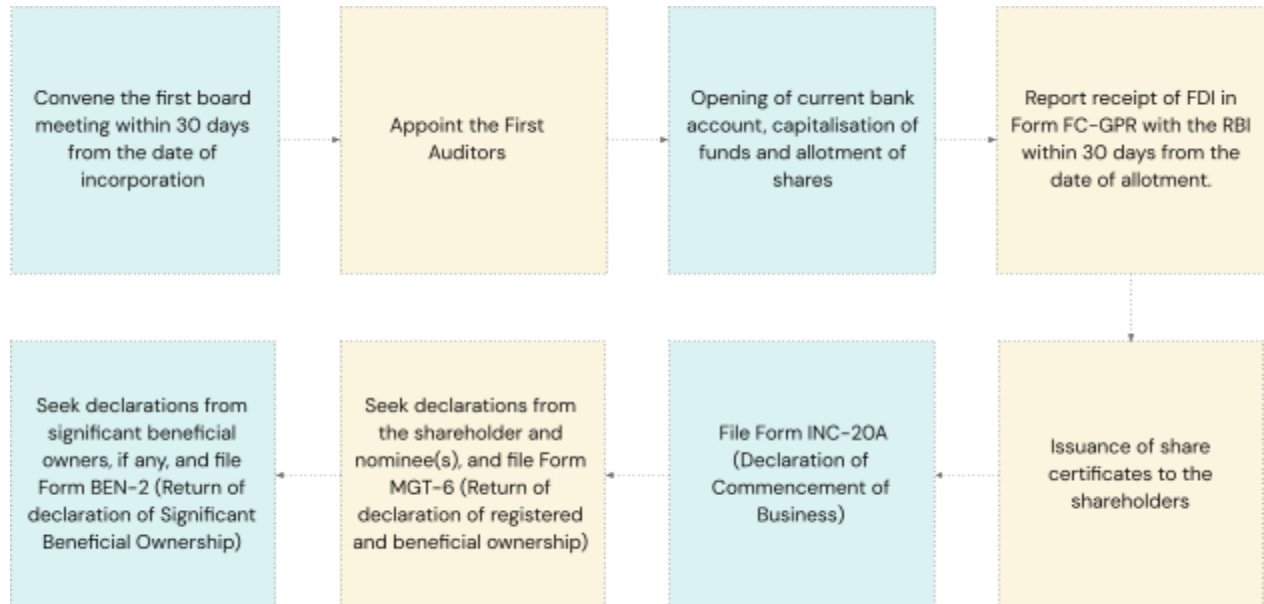 Convene the first board
meeting within 30 days
from the date of
incorporation
Appoint the First
Auditors
Opening of current bank
account, capitalisation of
funds and allotment of
shares
Report receipt of FDI in
Form FC-GPR with the RBI
within 30 days from the
date of allotment.
Issuance of share
certificates to the
shareholders
File Form INC-20A
(Declaration of
Commencement of
Business)
Seek declarations from
the shareholder and
nominee(s), and file Form
MGT-6 (Return of
declaration of registered
and beneficial ownership)
Seek declarations from
significant beneficial
owners, if any, and file
Form BEN-2 (Return of
declaration of Significant
Beneficial Ownership)